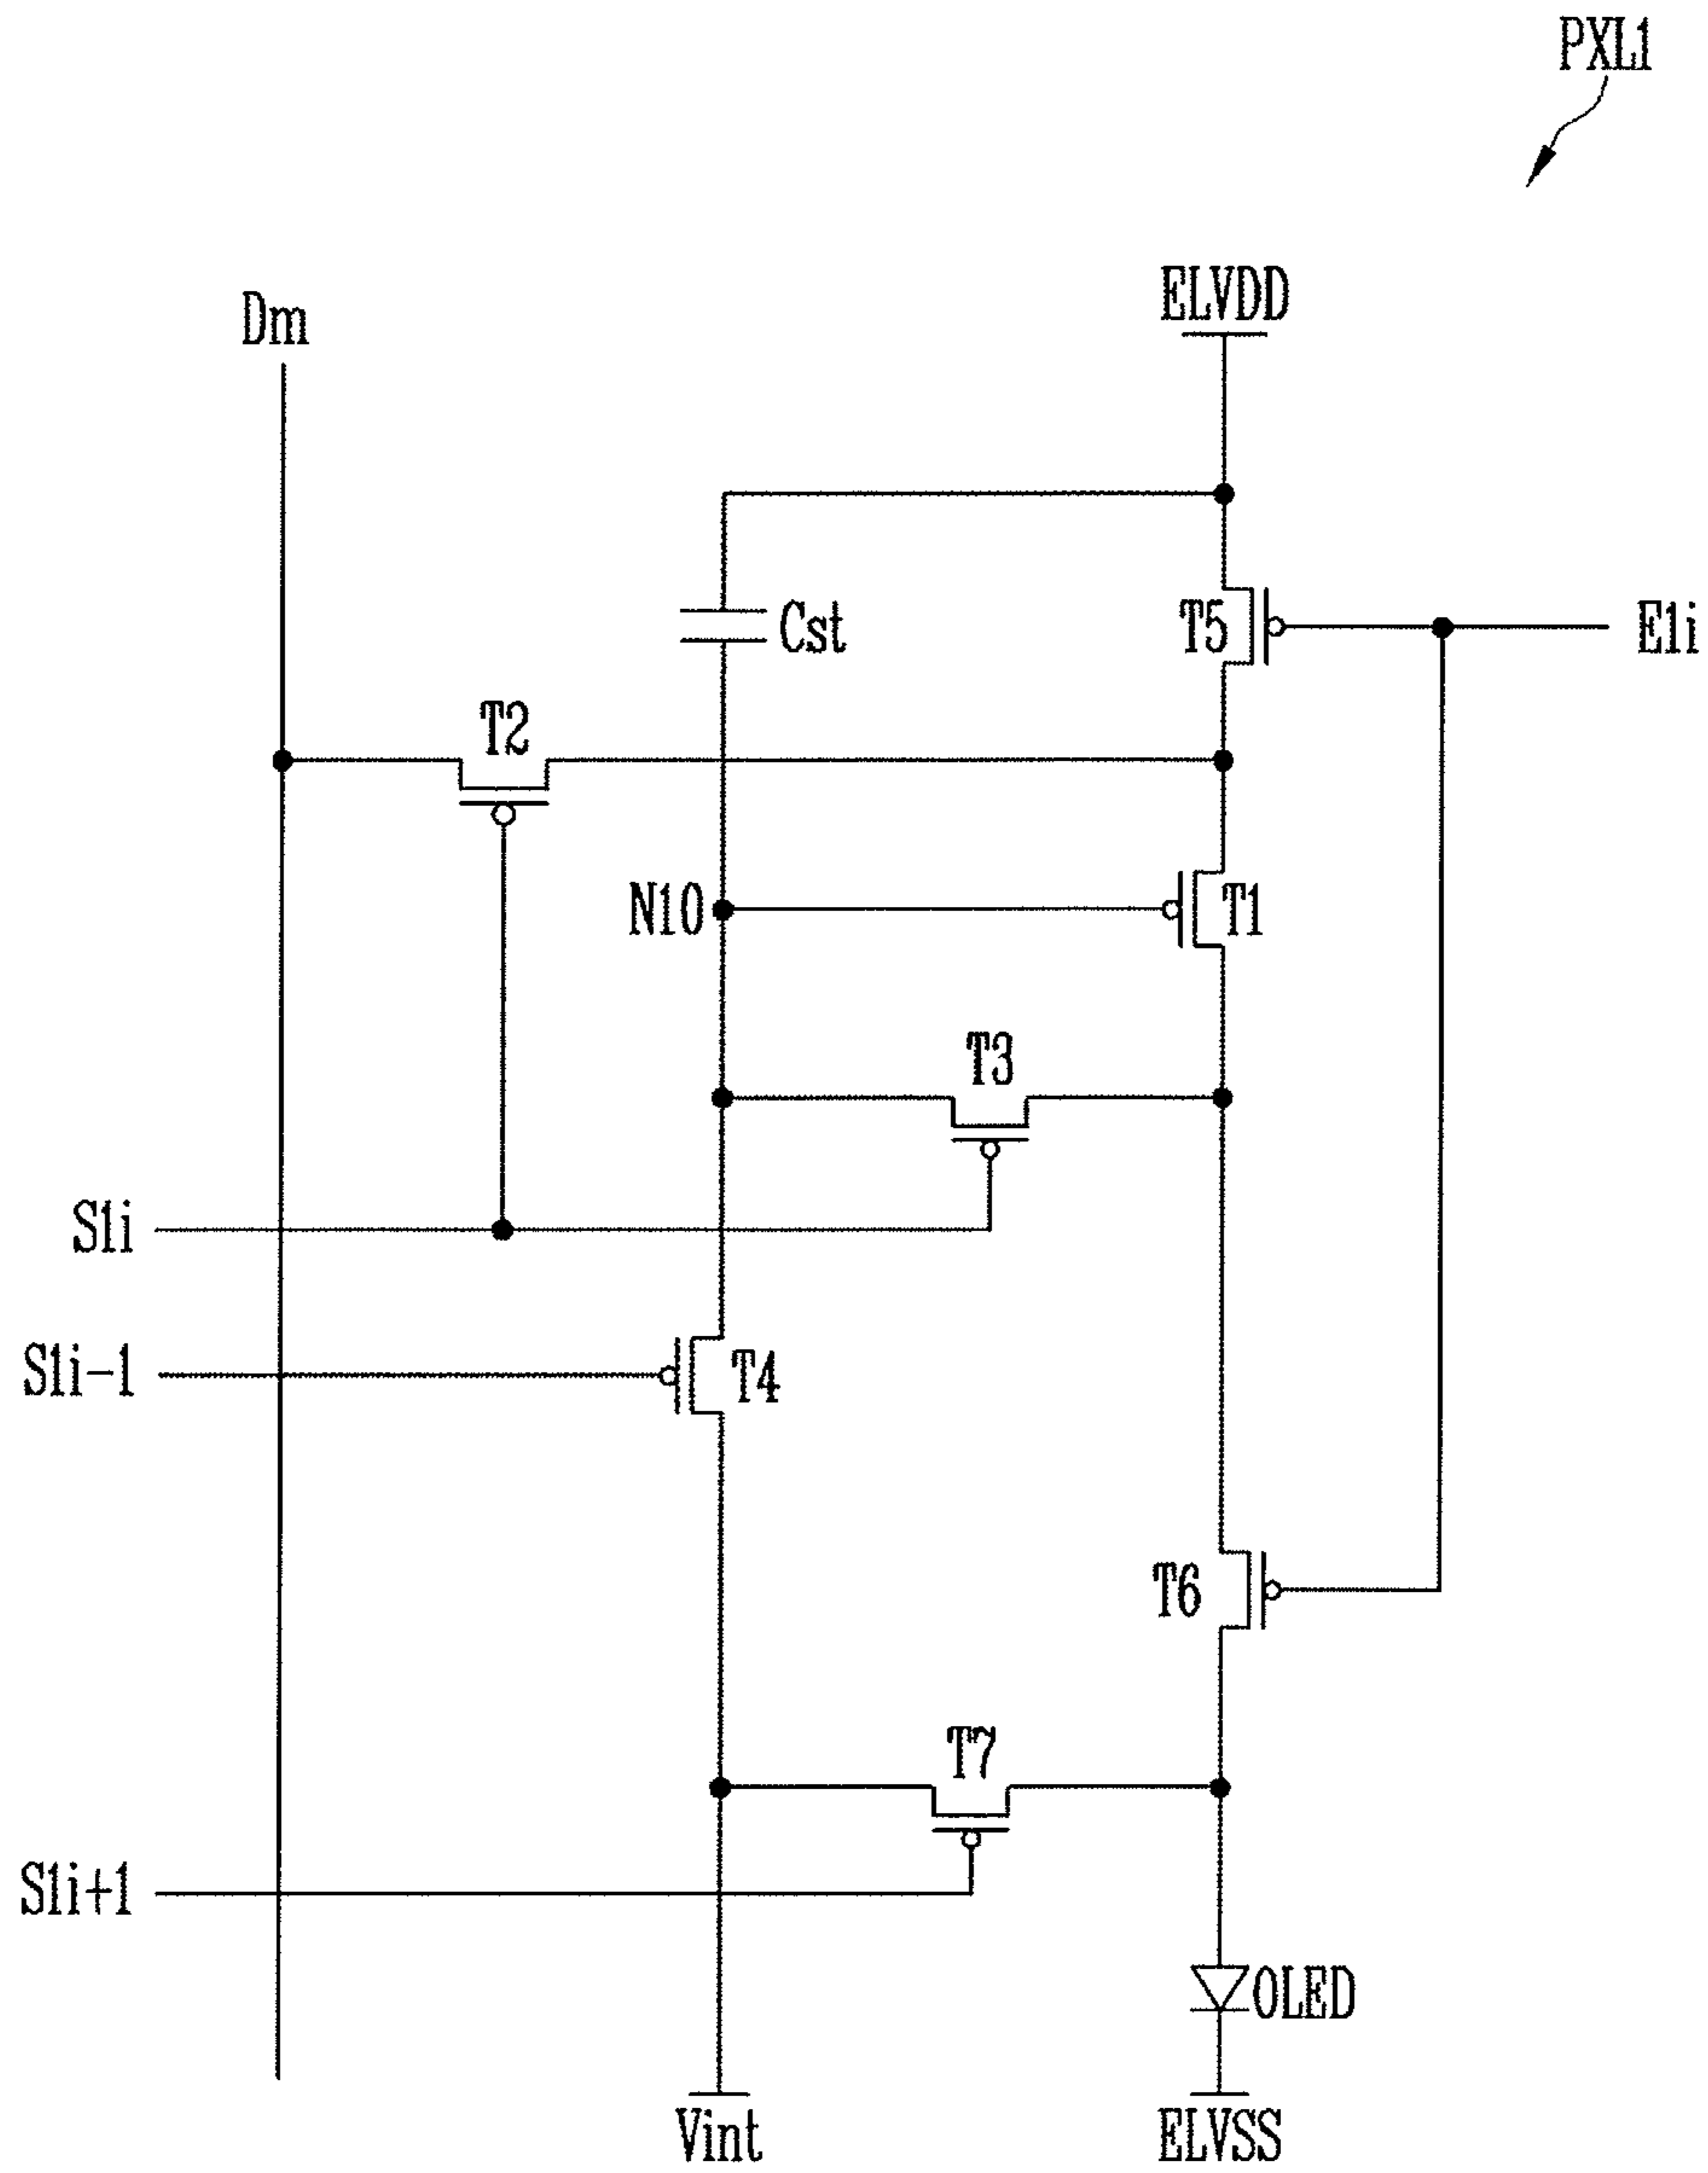 PXL1
ELVDD
Dm
Cst
T5
E1i
T2
N10
T1
T3
S1i
S1i-1
T4
T6
T7
S1i+1
OLED
Vint
ELVSS